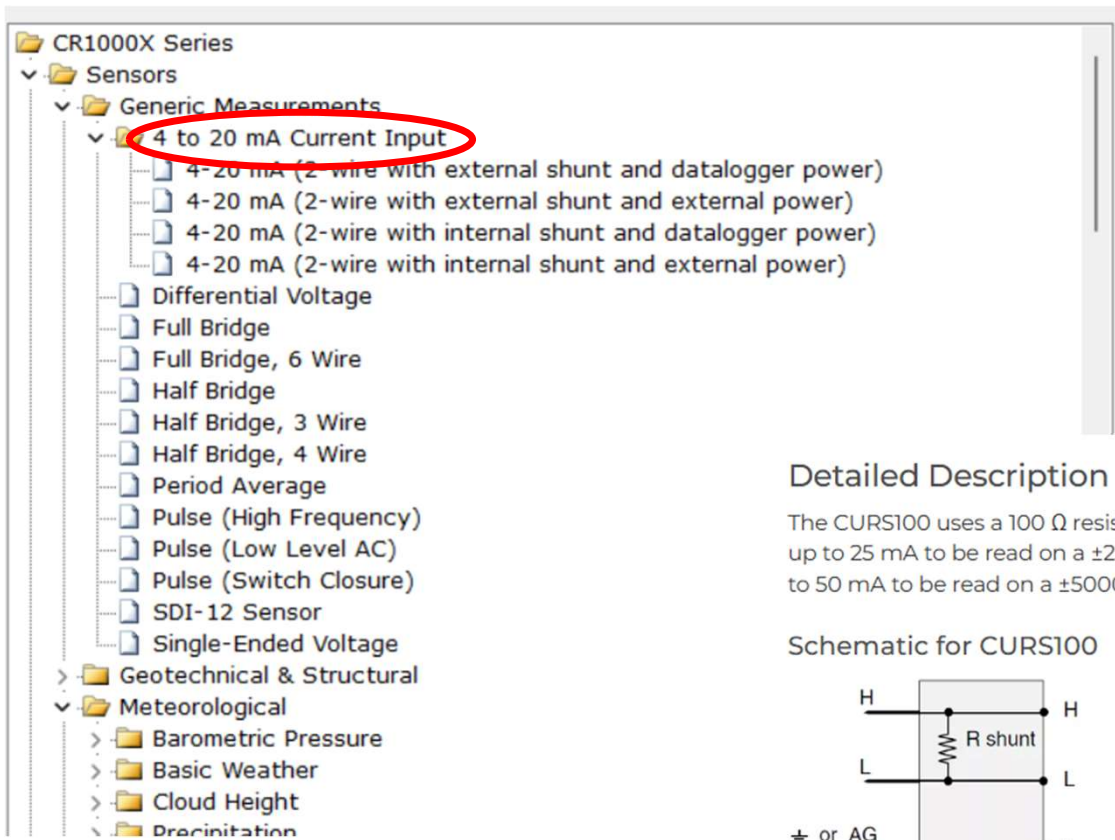 CR1000X Series
Sensors
Generic Measurements
4 to 20 mA Current Input
4-20 mA (2-wire with external shunt and datalogger power)
4-20 mA (2-wire with external shunt and external power)
4-20 mA (2-wire with internal shunt and datalogger power)
4-20 mA (2-wire with internal shunt and external power)
Differential Voltage
Full Bridge
Full Bridge, 6 Wire
Half Bridge
Half Bridge, 3 Wire
Half Bridge, 4 Wire
Period Average
Pulse (High Frequency)
Pulse (Low Level AC)
Pulse (Switch Closure)
SDI-12 Sensor
Single-Ended Voltage
Geotechnical & Structural
Meteorological
Barometric Pressure
Basic Weather
Cloud Height
Precipitation
Detailed Description
The CURS100 uses a 100 Ω
up to 25 mA to be read on a
to 50 mA to be read on a
Schematic for CURS100
H
H
R shunt
L
L
or AG